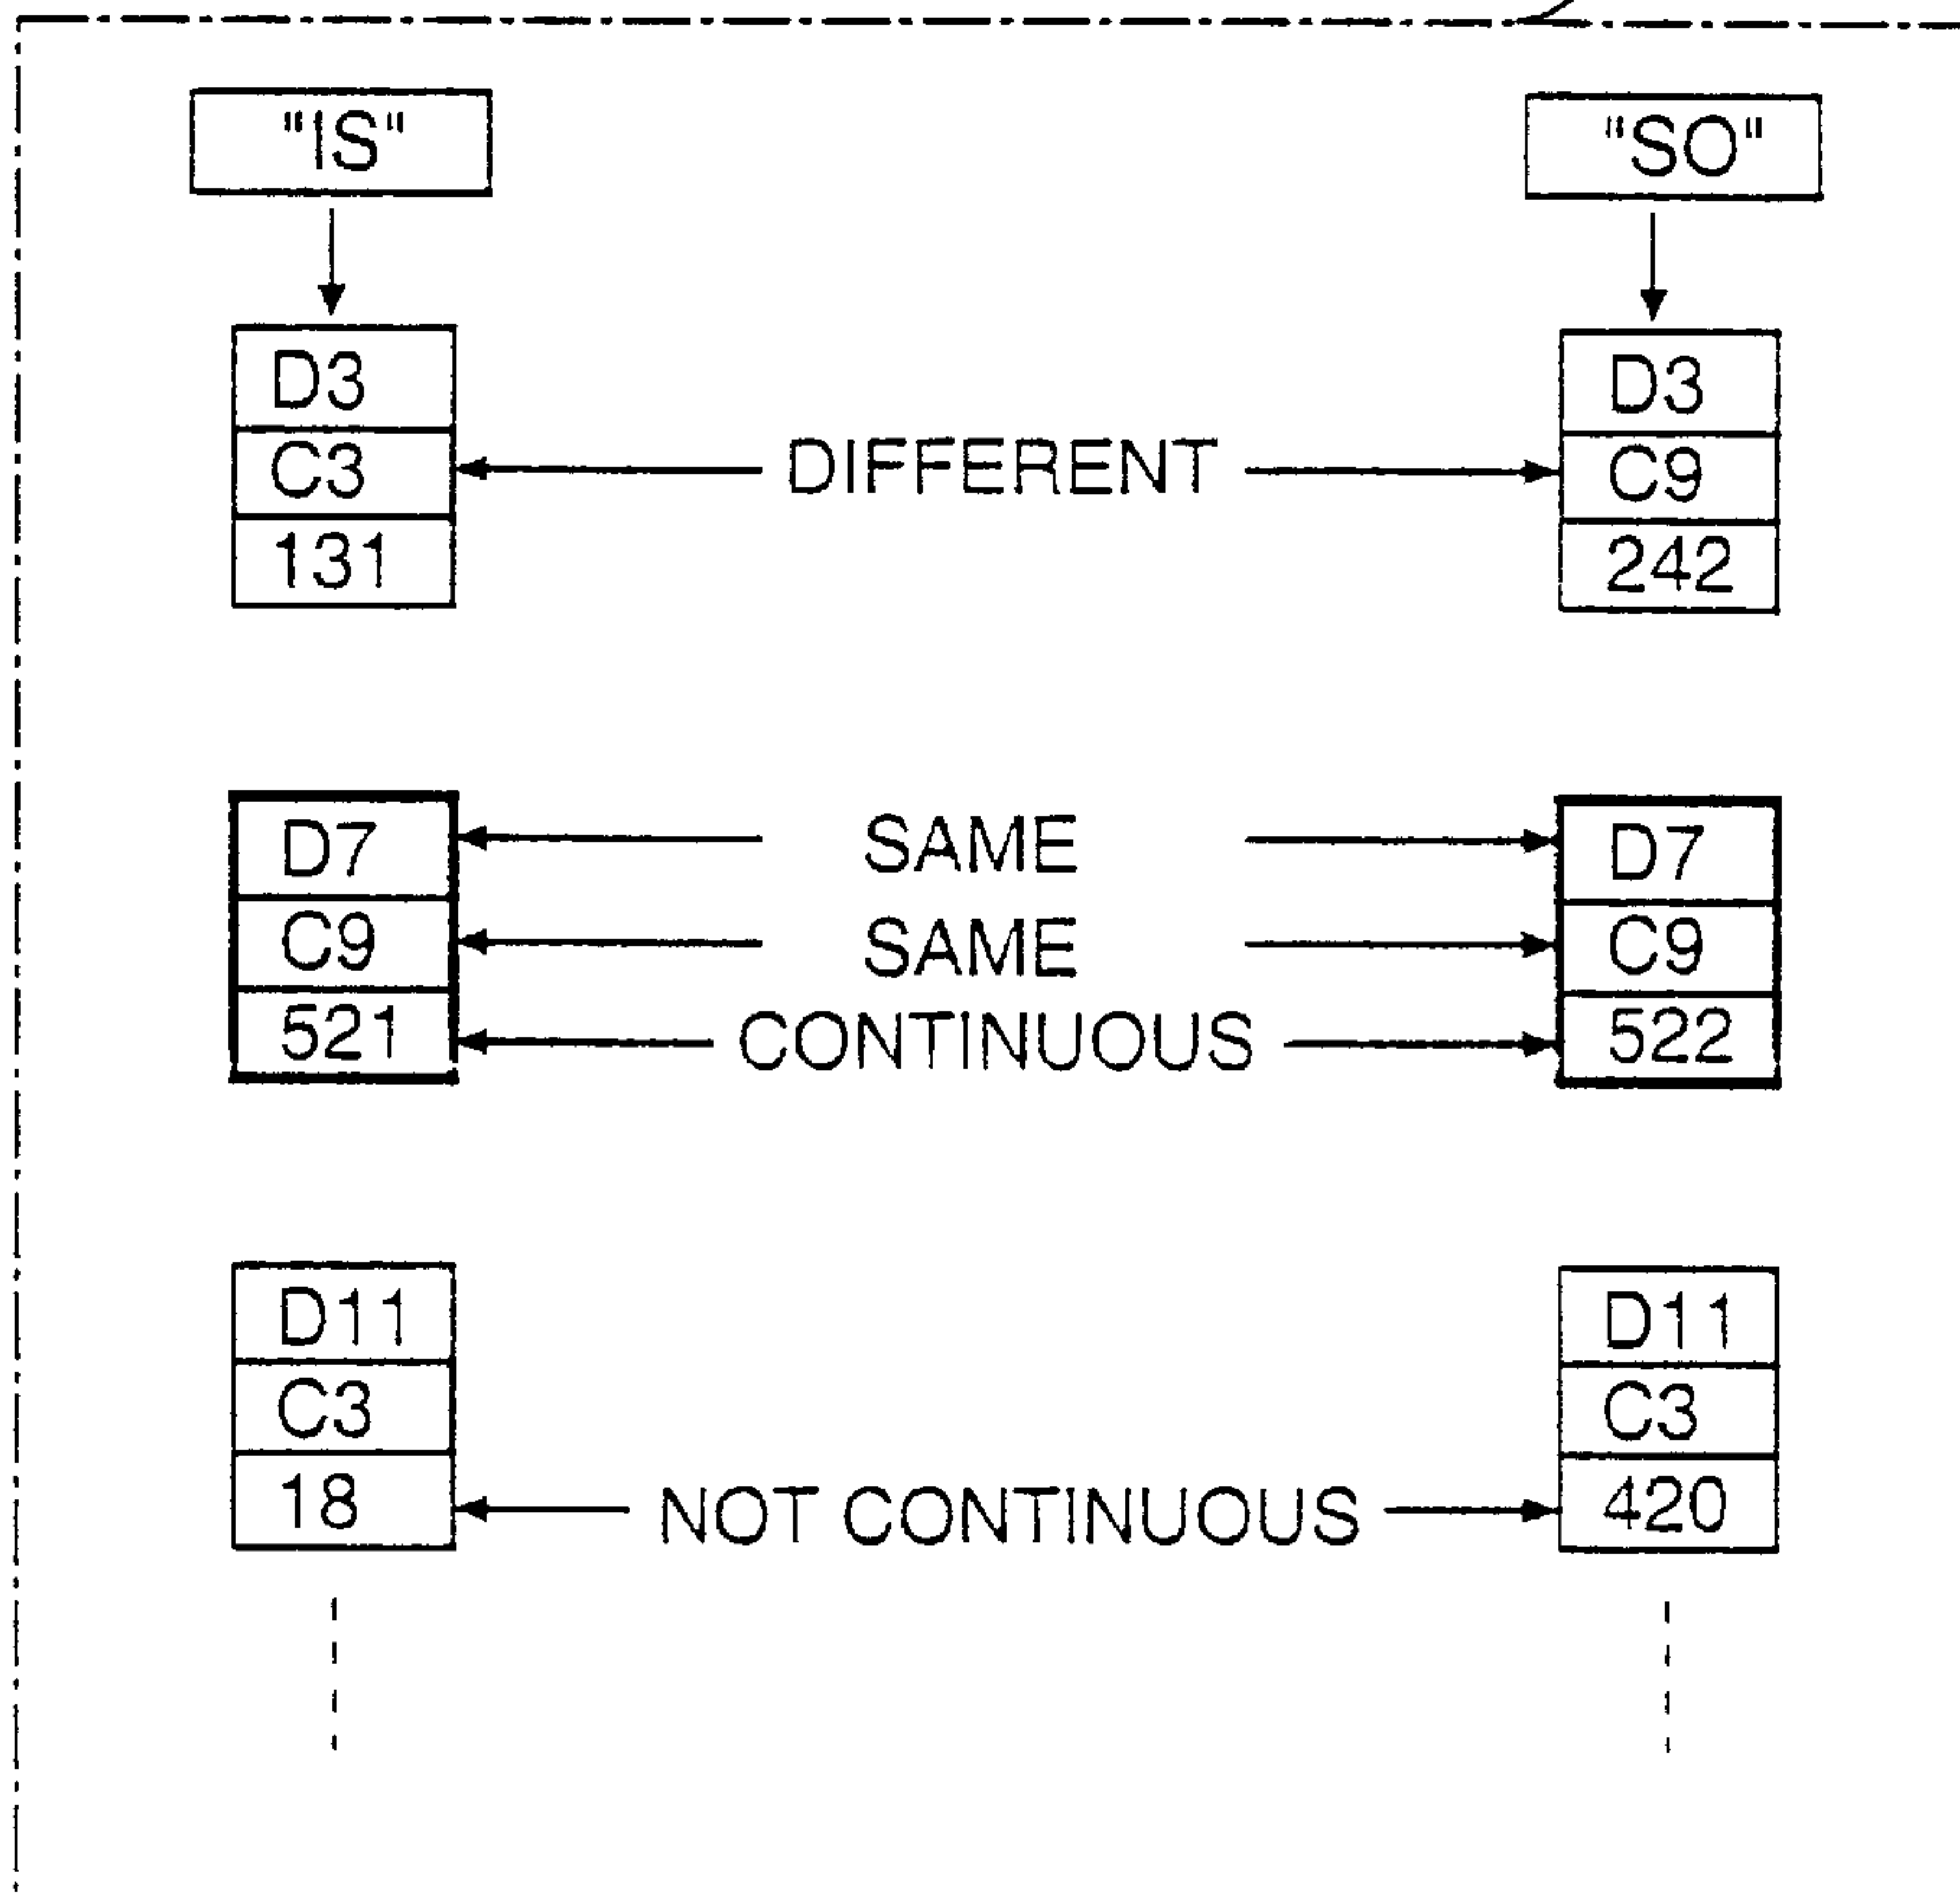 "IS" "SO"
D3 D3
C3 DIFFERENT C9
131 242
D7 SAME D7
C9 SAME C9
521 CONTINUOUS 522
D11 D11
C3 C3
18 NOT CONTINUOUS 420